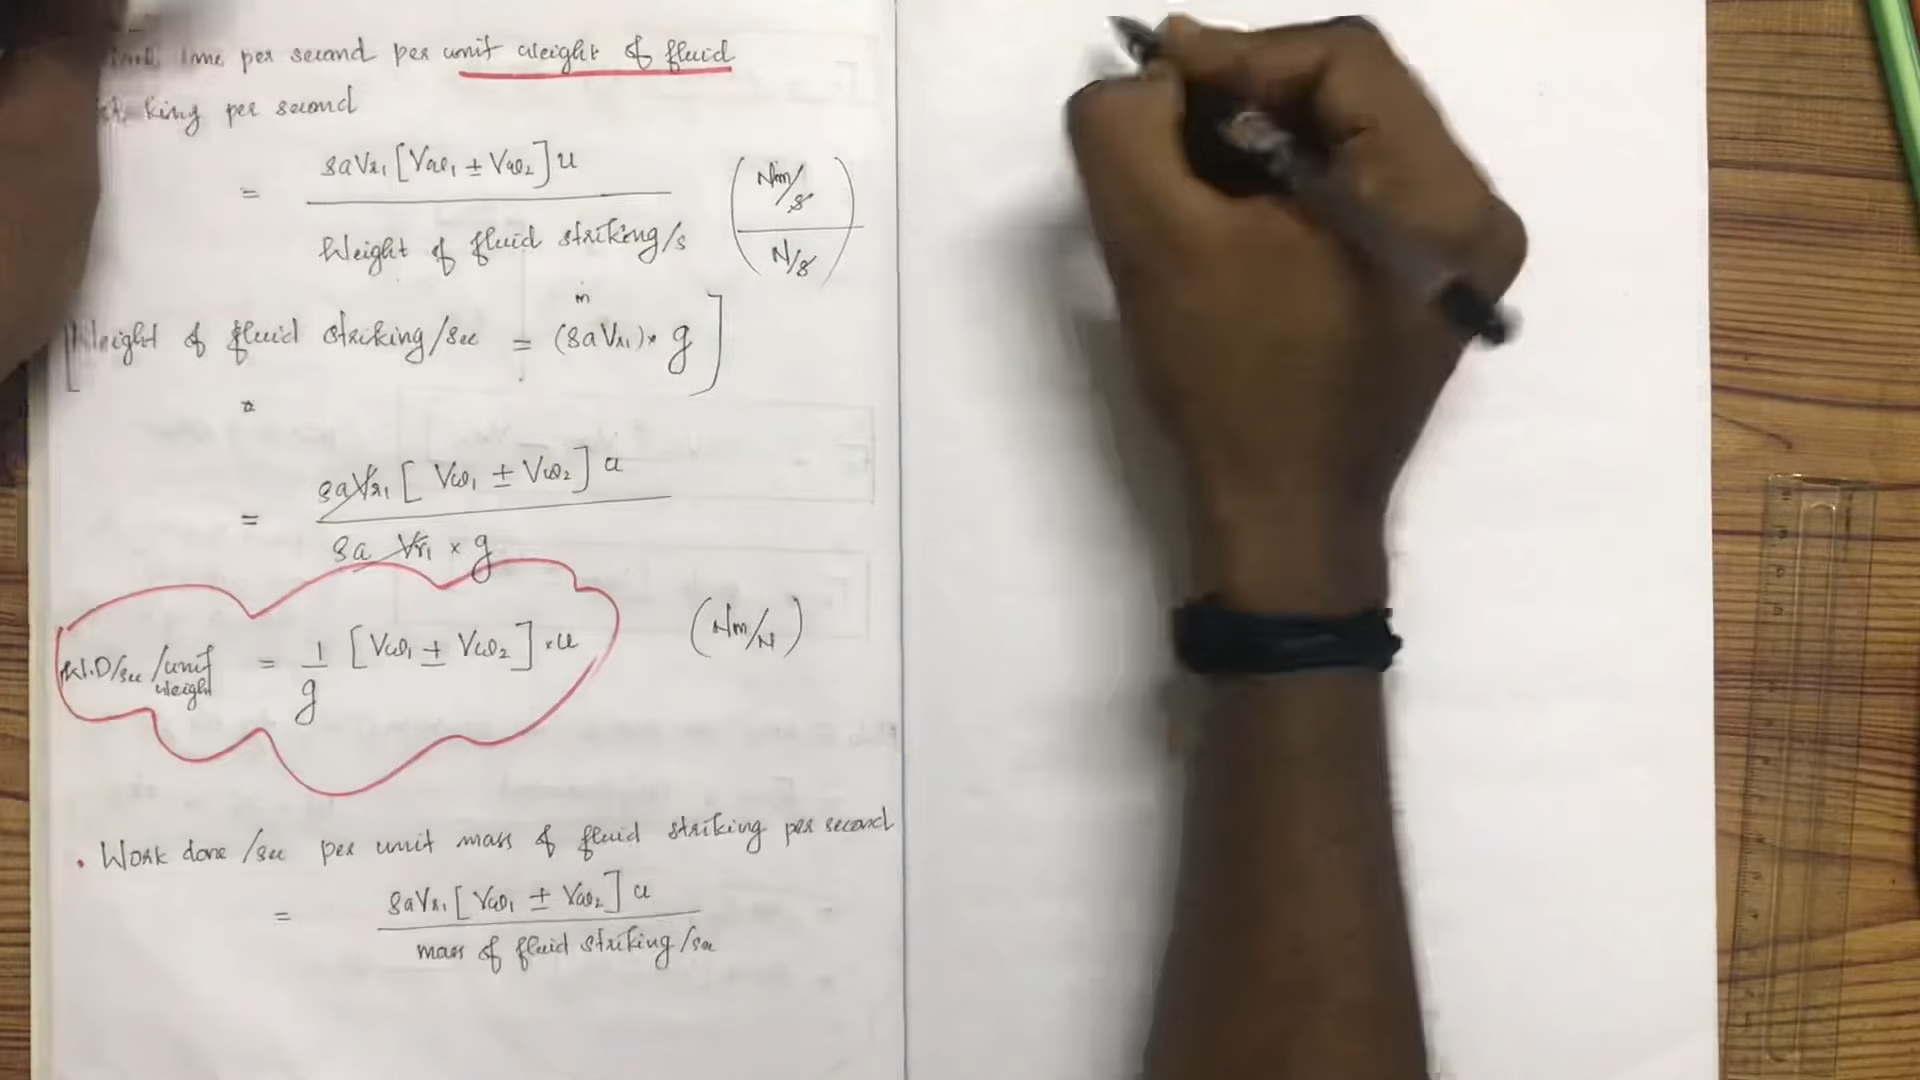 per second per unit weight of fluid
king per second
= ρaVr₁ [Vw₁ ± Vw₂] u / Weight of fluid striking/s (Nm/s / N/s)
ṁ
[Weight of fluid striking/sec = (ρaVr₁) × g]
= ρaVr₁ [Vw₁ ± Vw₂] u / ρa Vr₁ × g
W.D/sec/unit weight = 1/g [Vw₁ ± Vw₂] × u (Nm/N)
• Work done/sec per unit mass of fluid striking per second
= ρaVr₁ [Vw₁ ± Vw₂] u / mass of fluid striking/sec